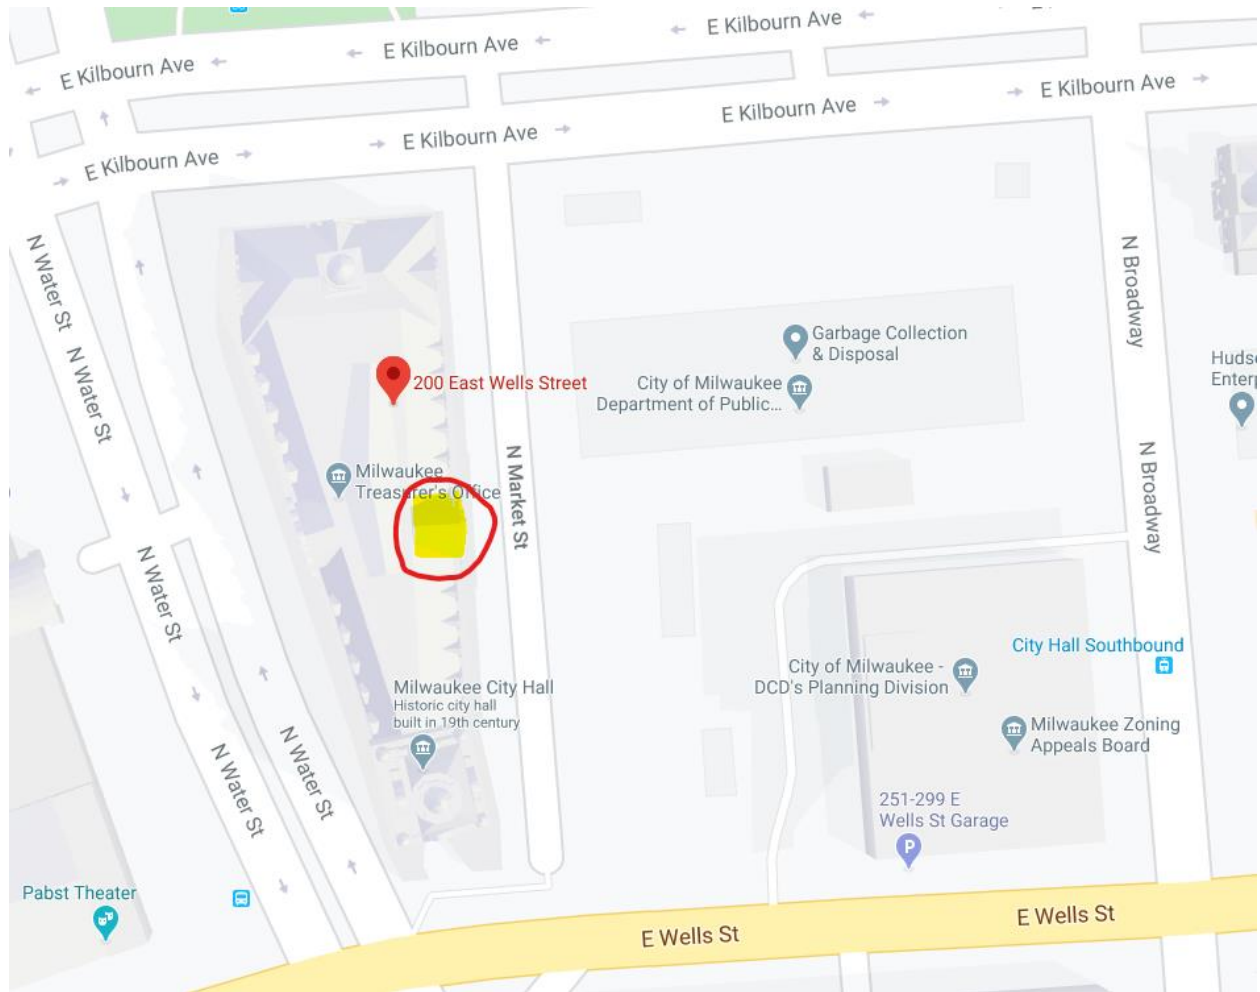 E Kilbourn Ave
E Kilbourn Ave
E Kilbourn Ave
E Kilbourn Ave
E Kilbourn Ave
E Kilbourn Ave
E Kilbourn Ave
N Water St
N Water St
N Broadway
Garbage Collection
& Disposal
200 East Wells Street
City of Milwaukee
Department of Public...
Milwaukee
Treasurer's Office
N Market St
N Broadway
N Water St
City Hall Southbound
City of Milwaukee -
DCD's Planning Division
Milwaukee City Hall
Historic city hall
built in 19th century
Milwaukee Zoning
Appeals Board
N Water St
N Water St
251-299 E
Wells St Garage
P
Pabst Theater
E Wells St
E Wells St